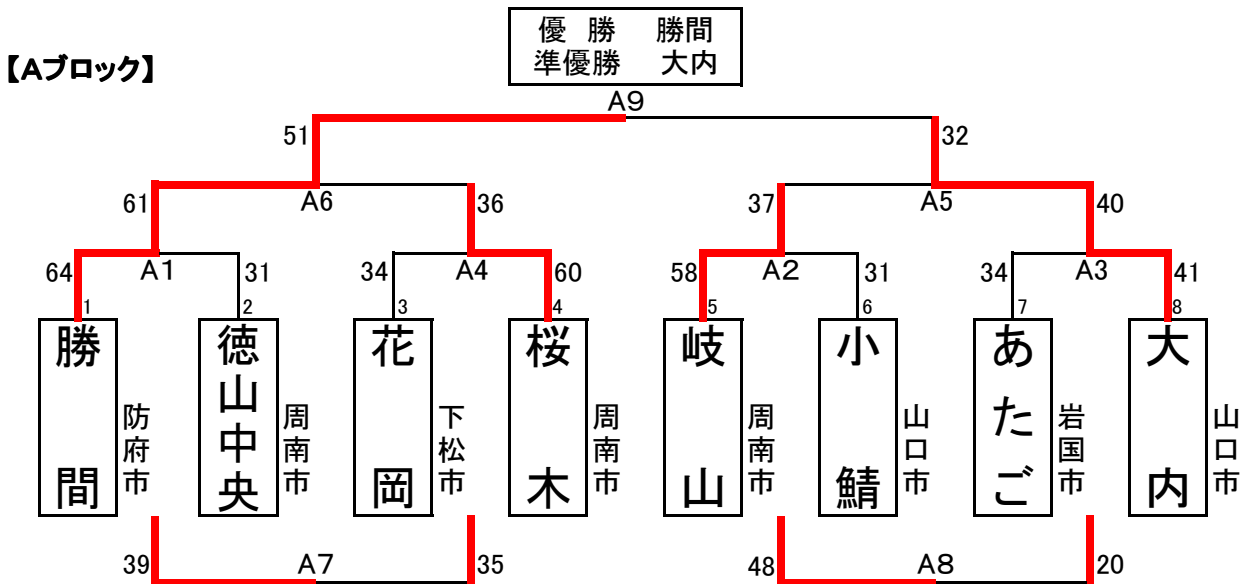 優 勝 勝間
準優勝 大内
【Aブロック】
A9
51
32
61
A6
36
37
A5
40
64
A1
31
34
A4
60
58
A2
31
34
A3
41
1
2
3
4
5
6
7
8
勝間
防府市
徳山中央
周南市
花岡
下松市
桜木
周南市
岐山
周南市
小鯖
山口市
あたご
岩国市
大内
山口市
39
A7
35
48
A8
20